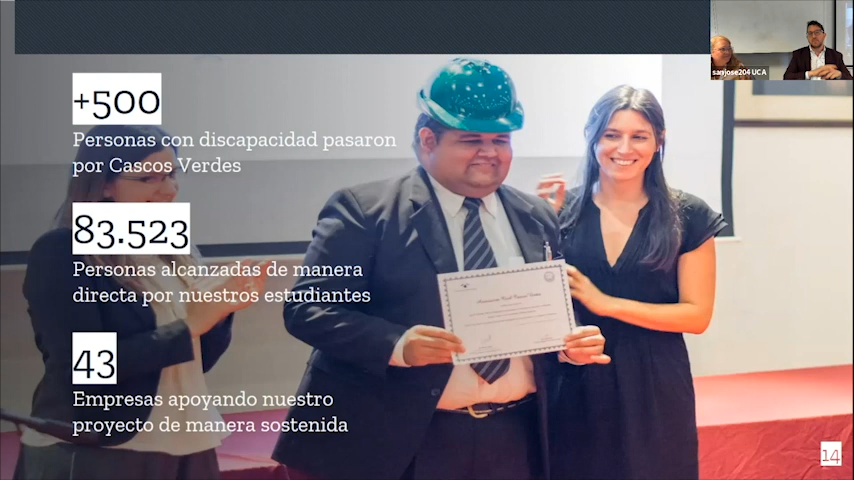 sanjose204 UCA
+500
Personas con discapacidad pasaron
por Cascos Verdes
83.523
Personas alcanzadas de manera
directa por nuestros estudiantes
43
Empresas apoyando nuestro
proyecto de manera sostenida
14